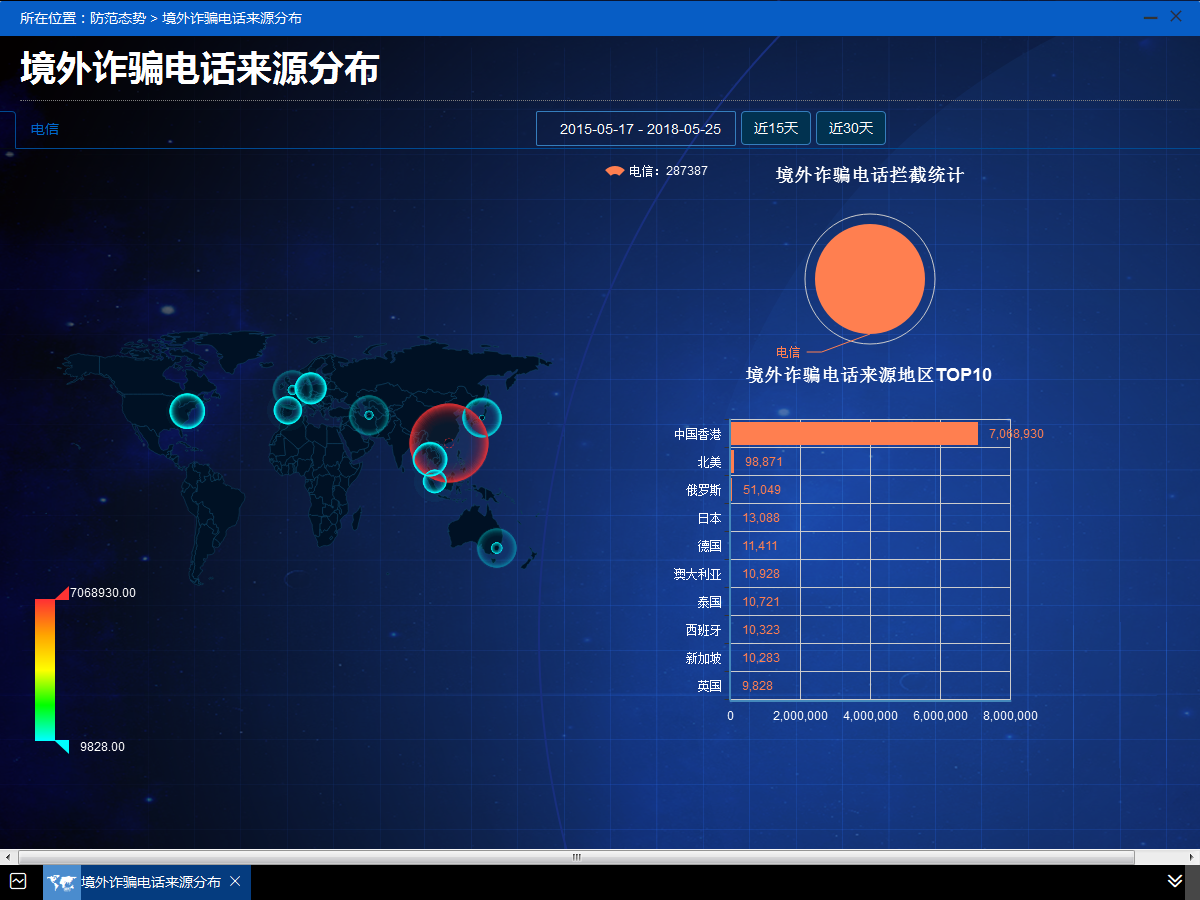 所在位置：防范态势 > 境外诈骗电话来源分布
境外诈骗电话来源分布
电信
2015-05-17 - 2018-05-25
近15天
近30天
电信：287387
境外诈骗电话拦截统计
电信
境外诈骗电话来源地区TOP10
中国香港 7,068,930
北美 98,871
俄罗斯 51,049
日本 13,088
德国 11,411
澳大利亚 10,928
泰国 10,721
西班牙 10,323
新加坡 10,283
英国 9,828
0 2,000,000 4,000,000 6,000,000 8,000,000
7068930.00
9828.00
境外诈骗电话来源分布